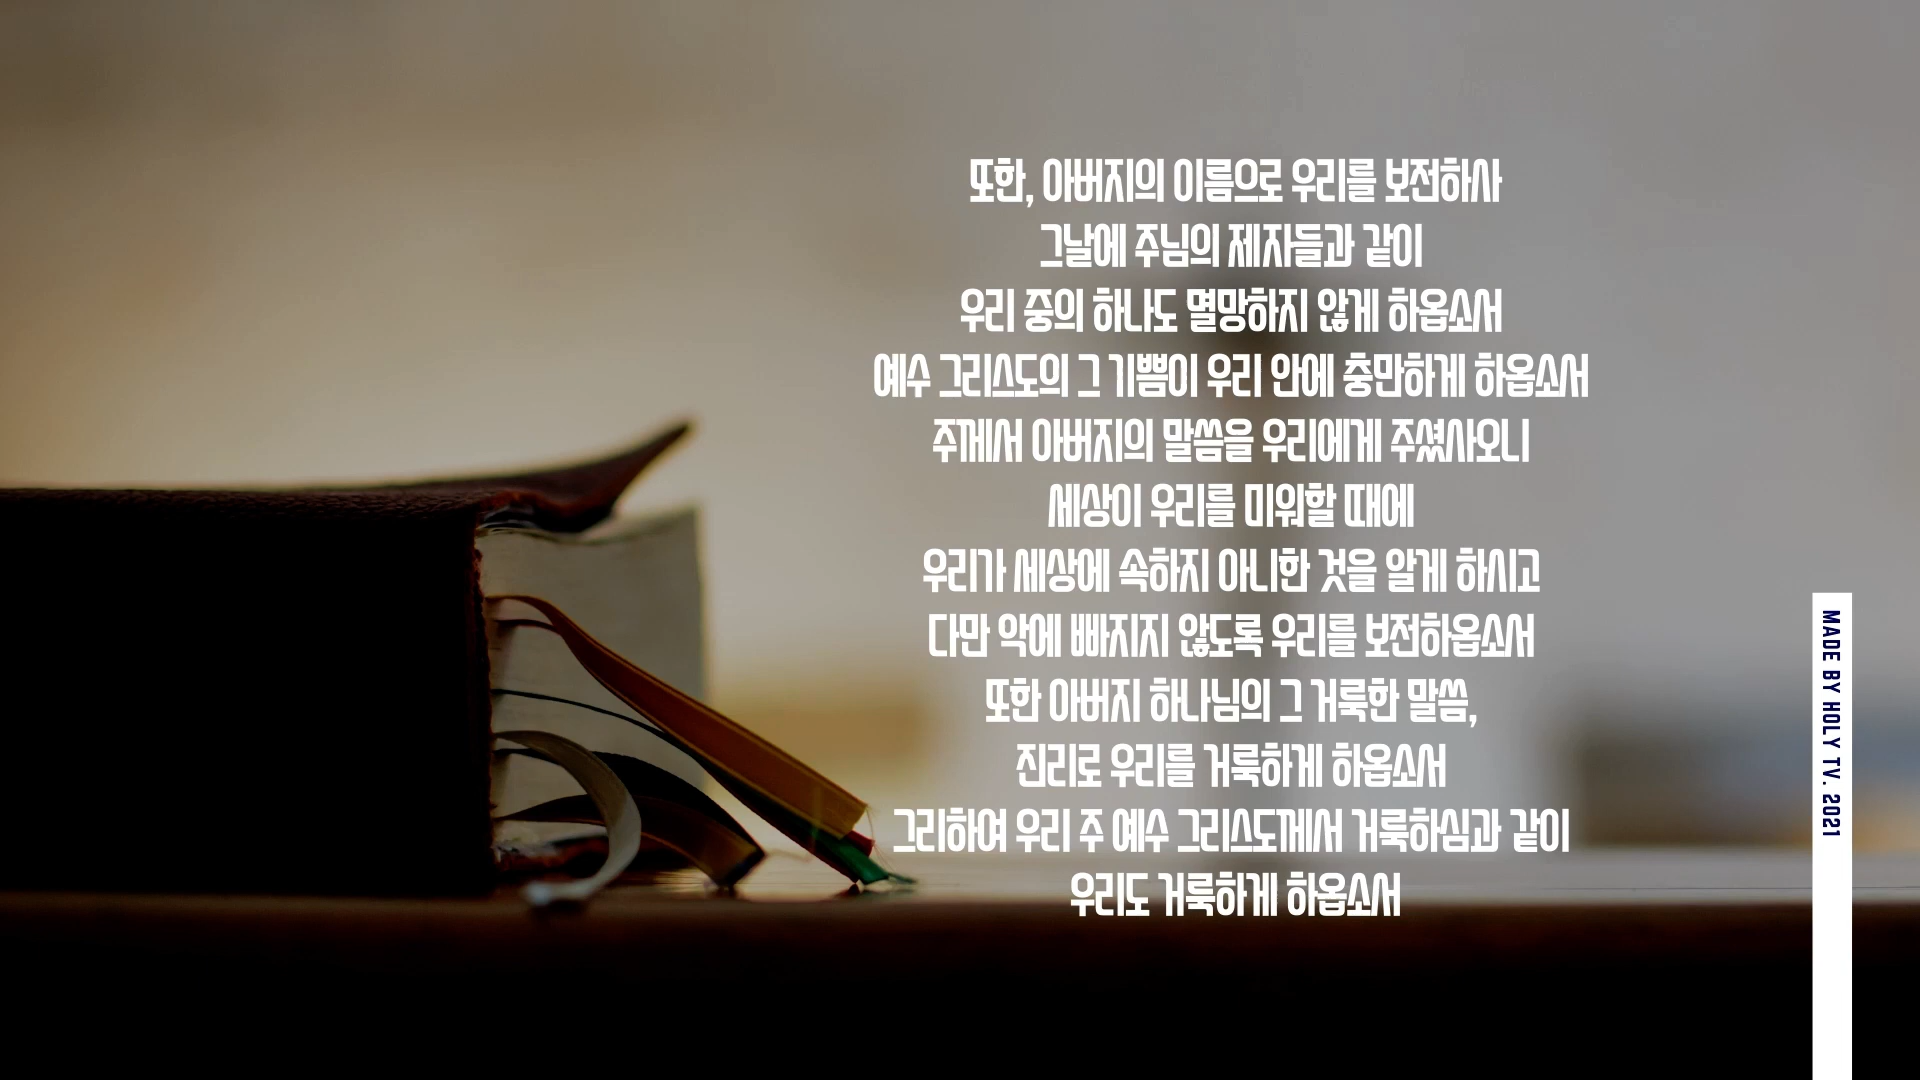 또한, 아버지의 이름으로 우리를 보전하사
그날에 주님의 제자들과 같이
우리 중의 하나도 멸망하지 않게 하옵소서
예수 그리스도의 그 기쁨이 우리 안에 충만하게 하옵소서
주께서 아버지의 말씀을 우리에게 주셨사오니
세상이 우리를 미워할 때에
우리가 세상에 속하지 아니한 것을 알게 하시고
다만 악에 빠지지 않도록 우리를 보전하옵소서
또한 아버지 하나님의 그 거룩한 말씀,
진리로 우리를 거룩하게 하옵소서
그리하여 우리 주 예수 그리스도께서 거룩하심과 같이
우리도 거룩하게 하옵소서
MADE BY HOLY TV. 2021